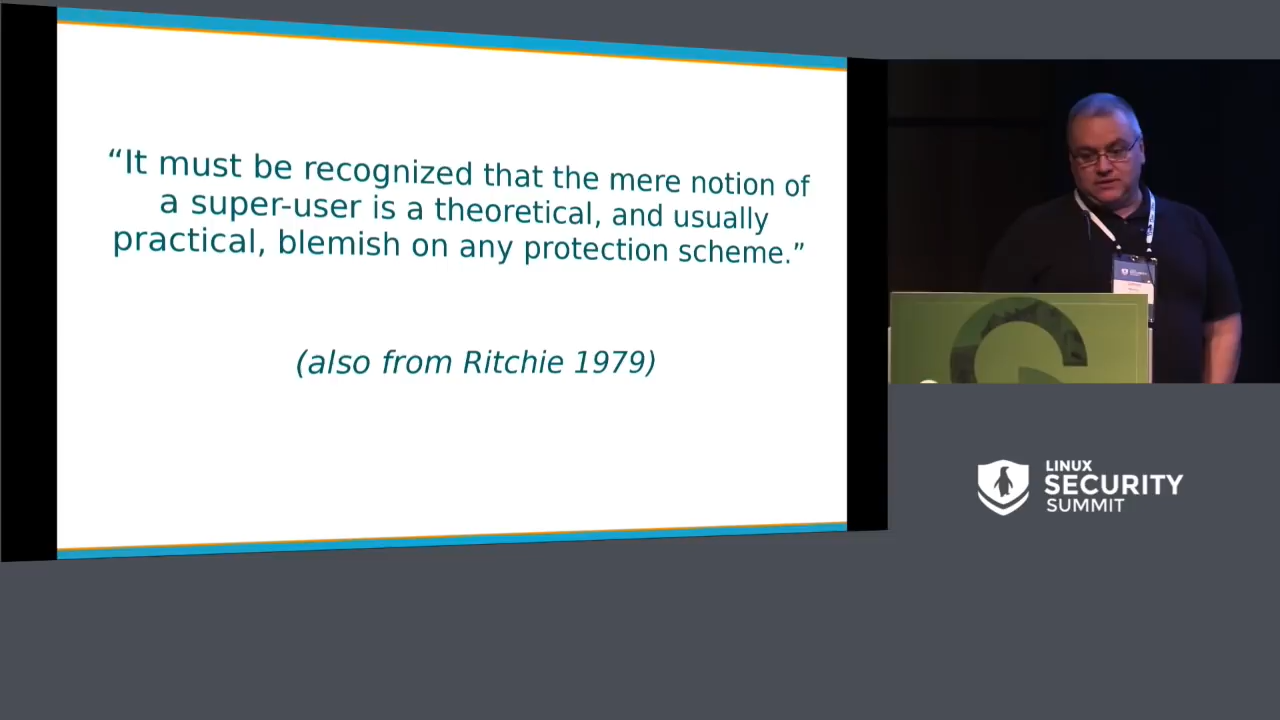 “It must be recognized that the mere notion of
a super-user is a theoretical, and usually
practical, blemish on any protection scheme.”
(also from Ritchie 1979)
LINUX
SECURITY
SUMMIT